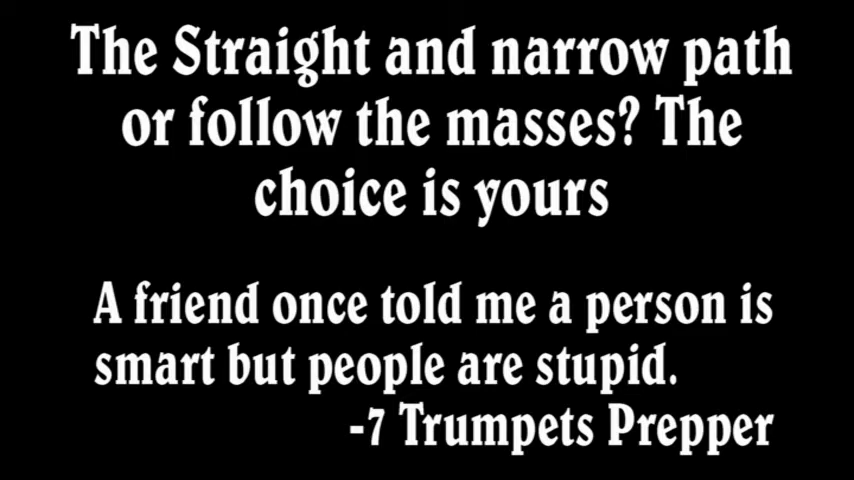 The Straight and narrow path
or follow the masses? The
choice is yours
A friend once told me a person is
smart but people are stupid.
-7 Trumpets Prepper